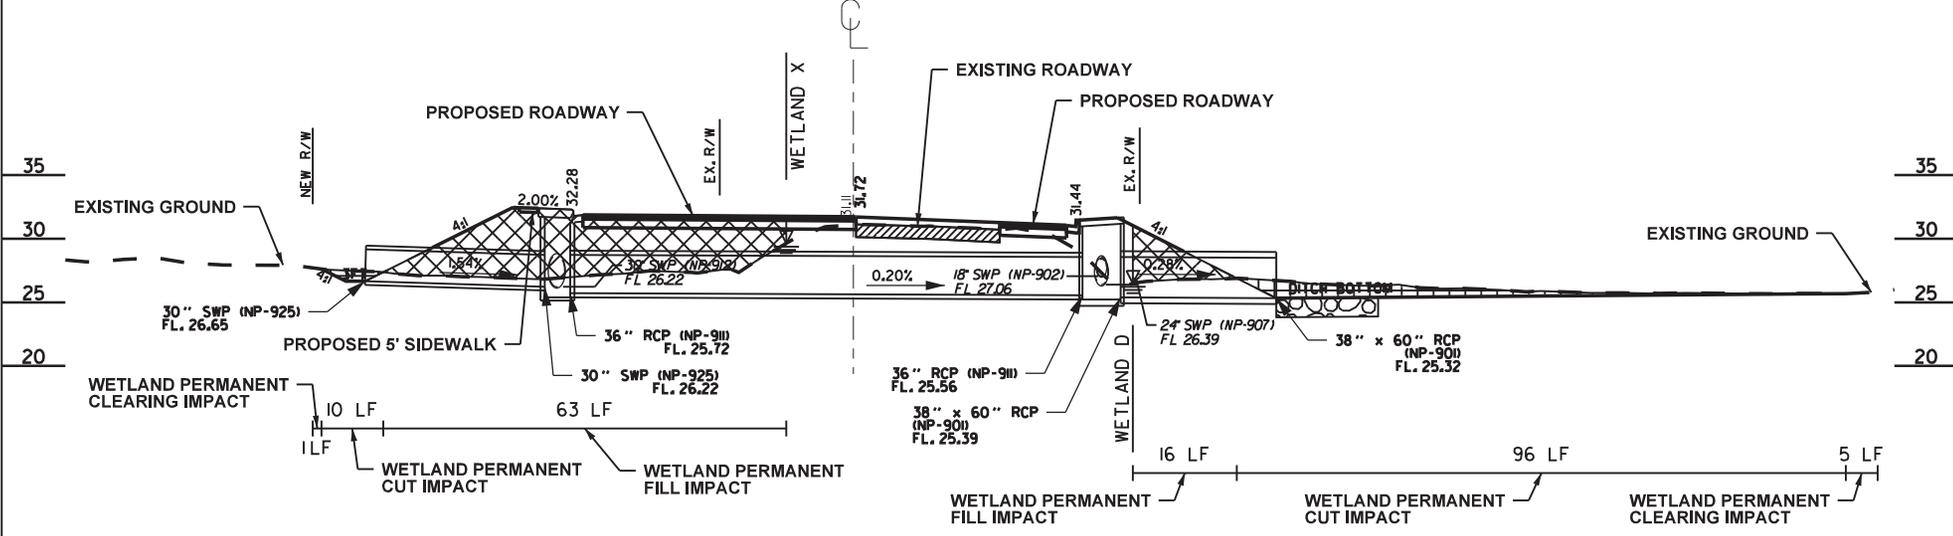 ℄
EXISTING ROADWAY
PROPOSED ROADWAY
PROPOSED ROADWAY
WETLAND X
NEW R/W
EX. R/W
EX. R/W
35
35
EXISTING GROUND
2.00%
32.28
31.11
31.72
31.44
4:1
4:1
30
30
EXISTING GROUND
4:1
1.54%
30" SWP (NP-912)
FL 26.22
0.20%
18" SWP (NP-902)
FL 27.06
0.28%
DITCH BOTTOM
25
25
30" SWP (NP-925)
FL. 26.65
PROPOSED 5' SIDEWALK
36" RCP (NP-911)
FL. 25.72
24" SWP (NP-907)
FL 26.39
38" x 60" RCP
(NP-901)
FL. 25.32
20
20
30" SWP (NP-925)
FL. 26.22
36" RCP (NP-911)
FL. 25.56
38" x 60" RCP
(NP-901)
FL. 25.39
WETLAND D
WETLAND PERMANENT
CLEARING IMPACT
10 LF
63 LF
1 LF
WETLAND PERMANENT
CUT IMPACT
WETLAND PERMANENT
FILL IMPACT
16 LF
96 LF
5 LF
WETLAND PERMANENT
FILL IMPACT
WETLAND PERMANENT
CUT IMPACT
WETLAND PERMANENT
CLEARING IMPACT